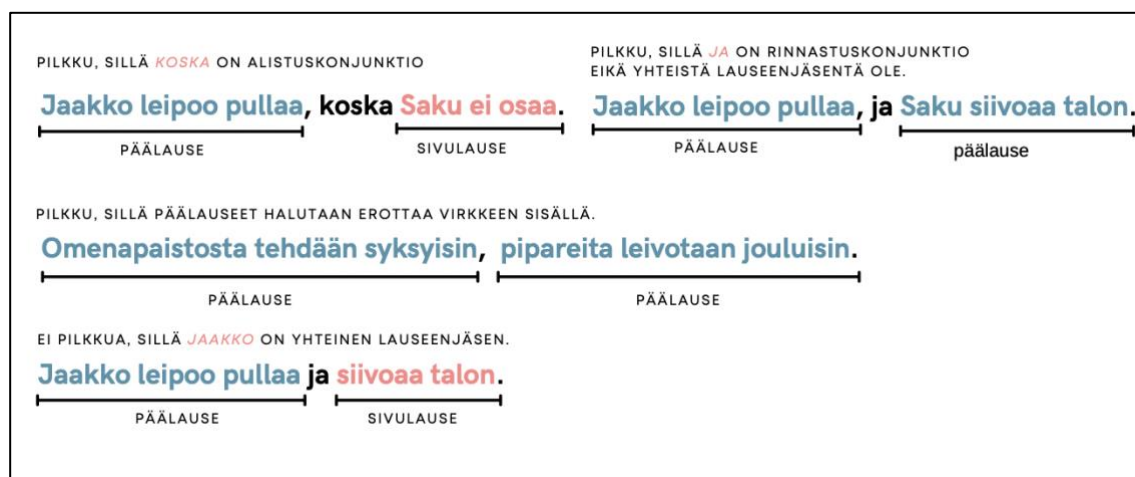 PILKKU, SILLÄ KOSKA ON ALISTUSKONJUNKTIO
Jaakko leipoo pullaa, koska Saku ei osaa.
PÄÄLAUSE SIVULAUSE
PILKKU, SILLÄ JA ON RINNASTUSKONJUNKTIO
EIKÄ YHTEISTÄ LAUSEENJÄSENTÄ OLE.
Jaakko leipoo pullaa, ja Saku siivoaa talon.
PÄÄLAUSE päälause
PILKKU, SILLÄ PÄÄLAUSEET HALUTAAN EROTTAA VIRKKEEN SISÄLLÄ.
Omenapaistosta tehdään syksyisin, pipareita leivotaan jouluisin.
PÄÄLAUSE PÄÄLAUSE
EI PILKKUA, SILLÄ JAAKKO ON YHTEINEN LAUSEENJÄSEN.
Jaakko leipoo pullaa ja siivoaa talon.
PÄÄLAUSE SIVULAUSE